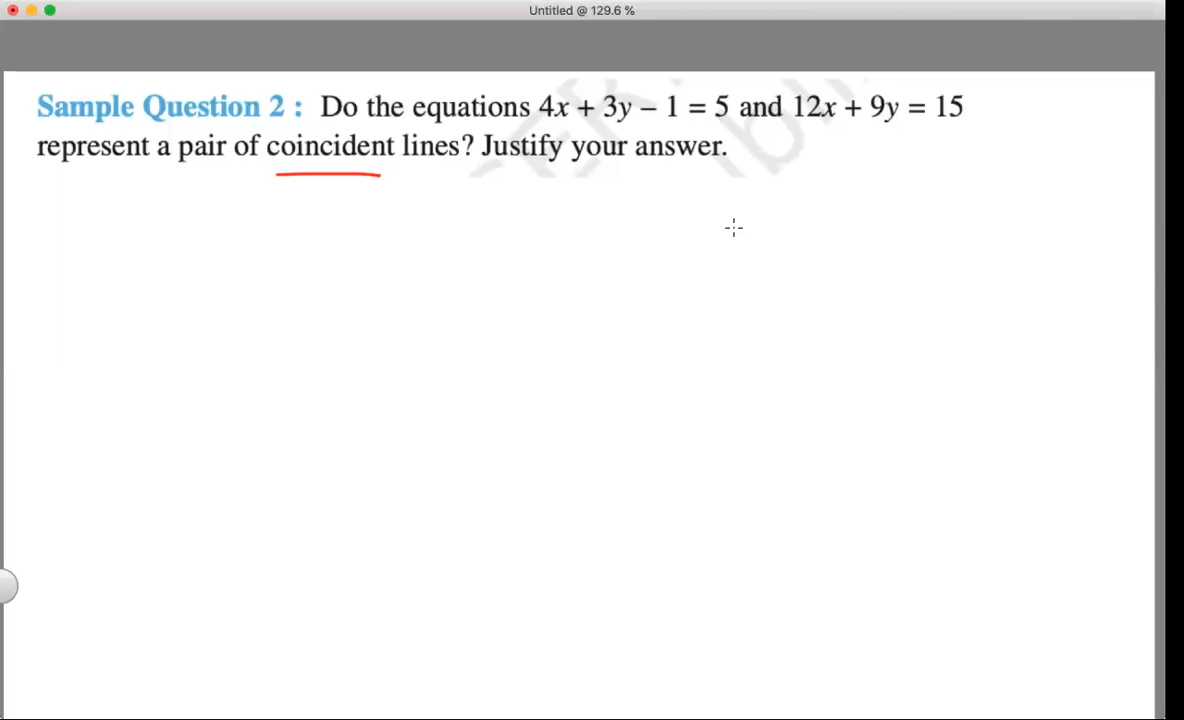 Untitled @ 129.6 %
Sample Question 2 : Do the equations 4x + 3y – 1 = 5 and 12x + 9y = 15
represent a pair of coincident lines? Justify your answer.